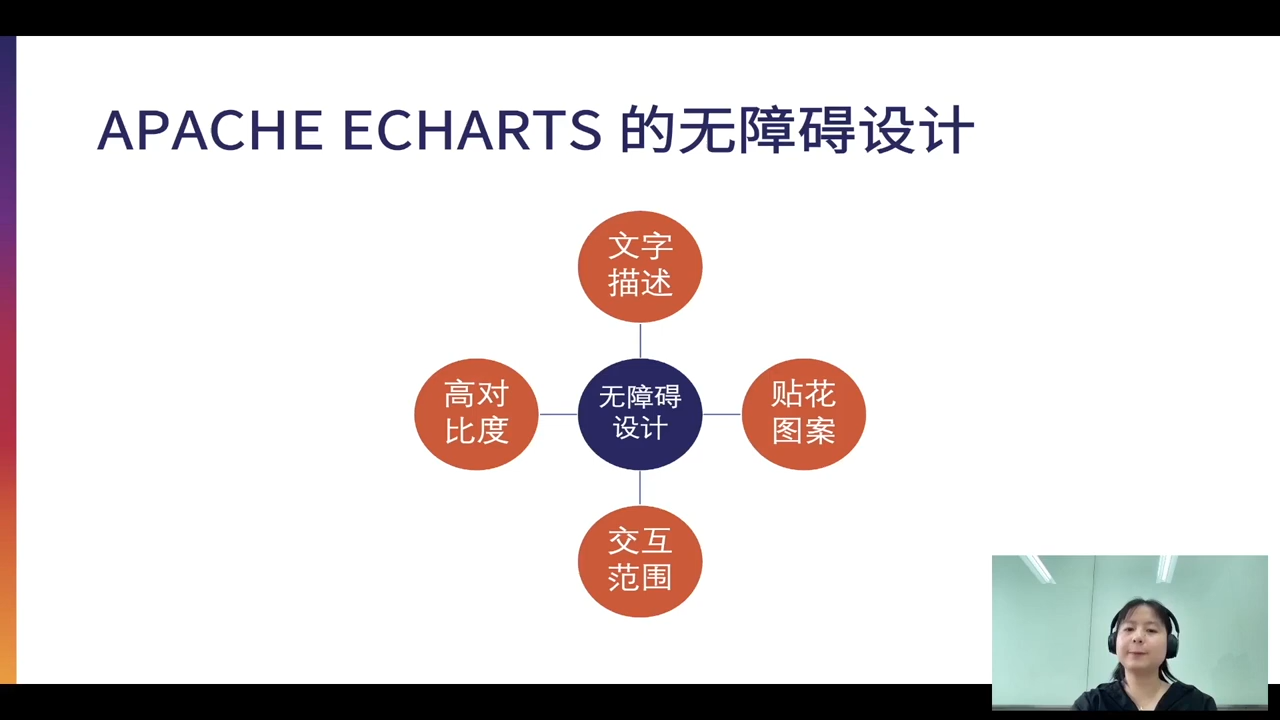 APACHE ECHARTS 的无障碍设计
文字
描述
高对
比度
无障碍
设计
贴花
图案
交互
范围